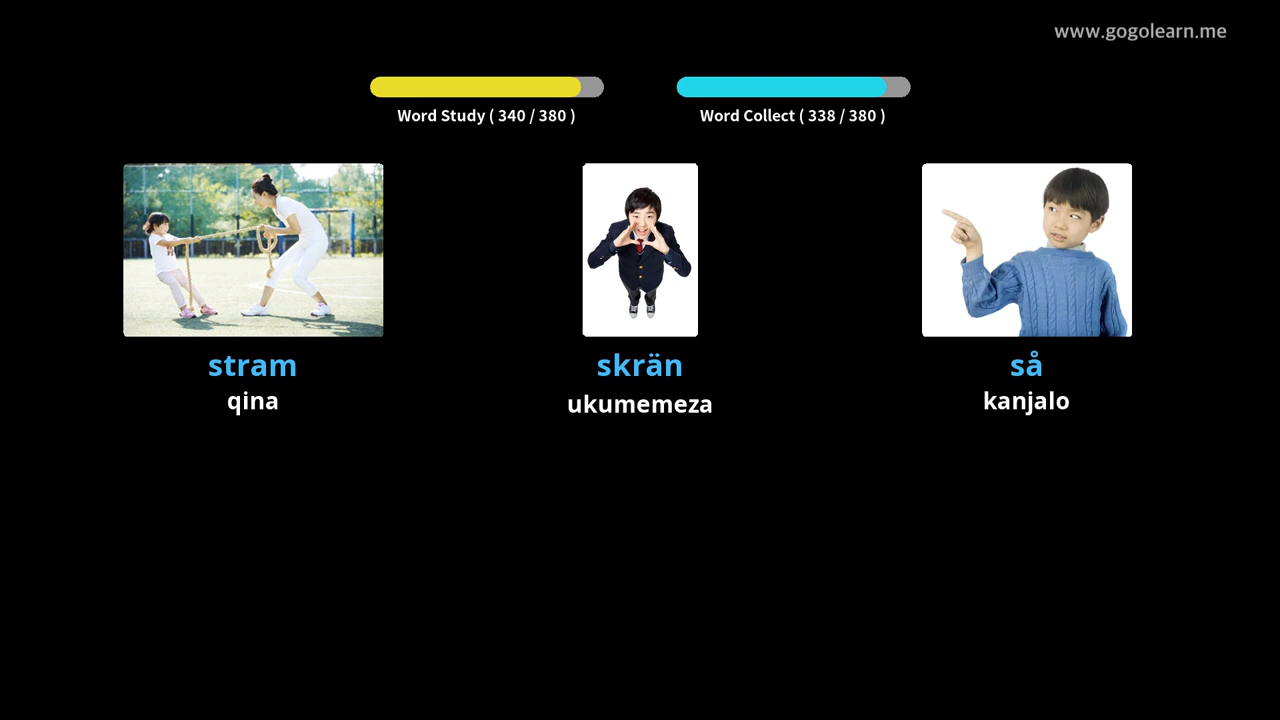 www.gogolearn.me
Word Study ( 340 / 380 )
Word Collect ( 338 / 380 )
stram
qina
skrän
ukumemeza
så
kanjalo